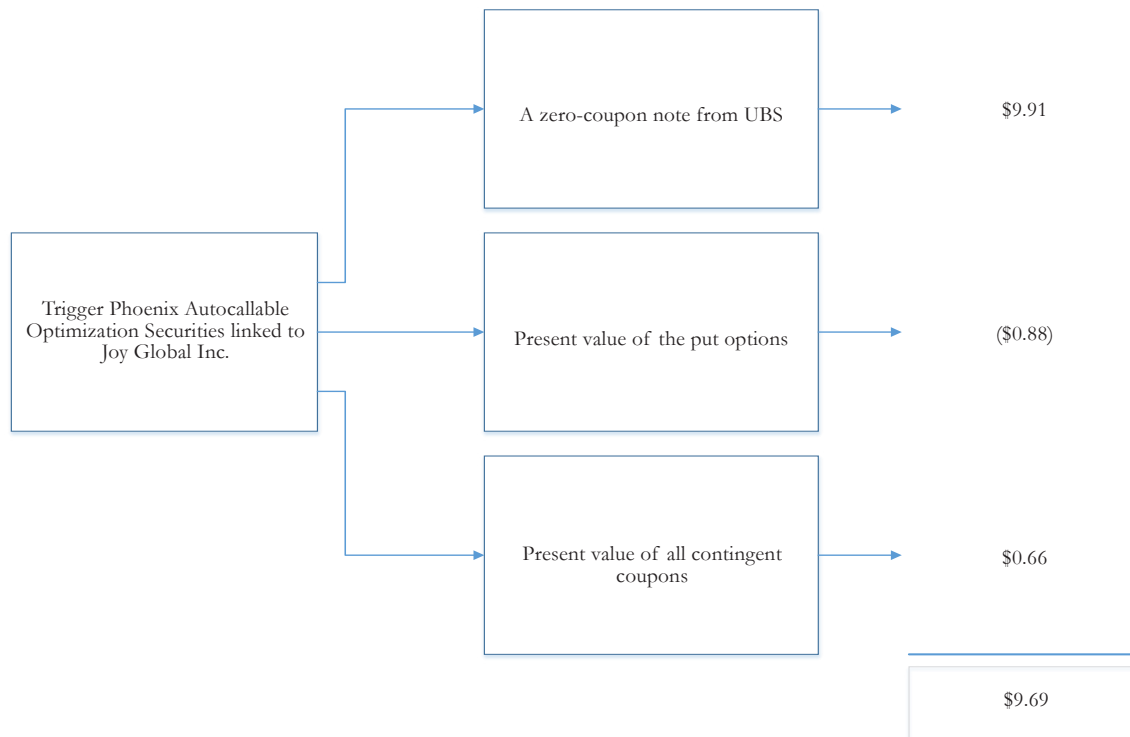 A zero-coupon note from UBS
$9.91
Trigger Phoenix Autocallable
Optimization Securities linked to
Joy Global Inc.
Present value of the put options
($0.88)
Present value of all contingent
coupons
$0.66
$9.69